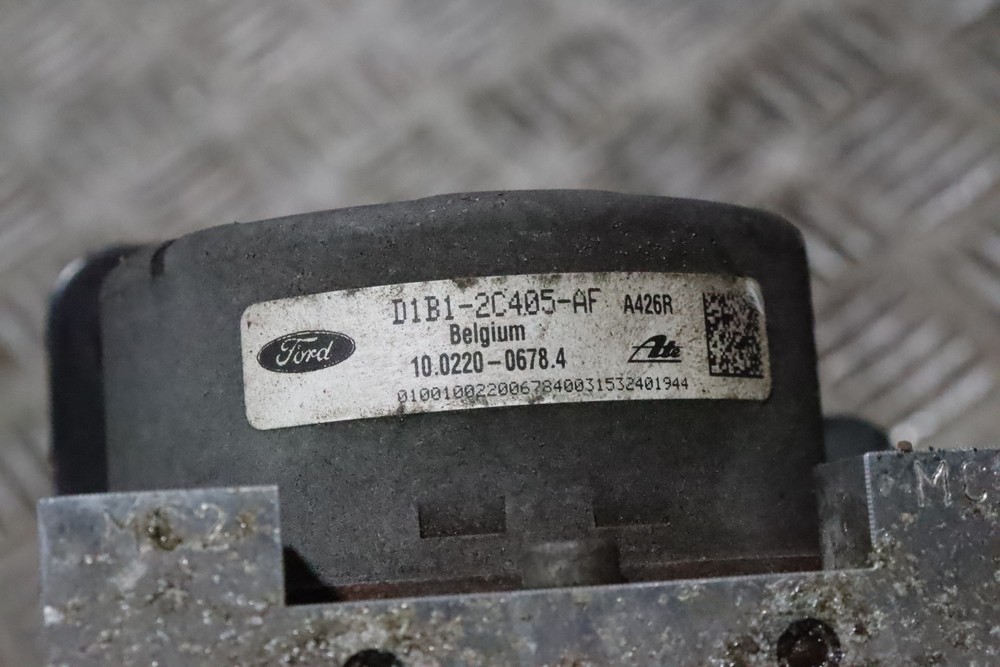 D1B1-2C405-AF A426R
Ford
Belgium
10.0220-0678.4
Ate
0100100220067840031532401944